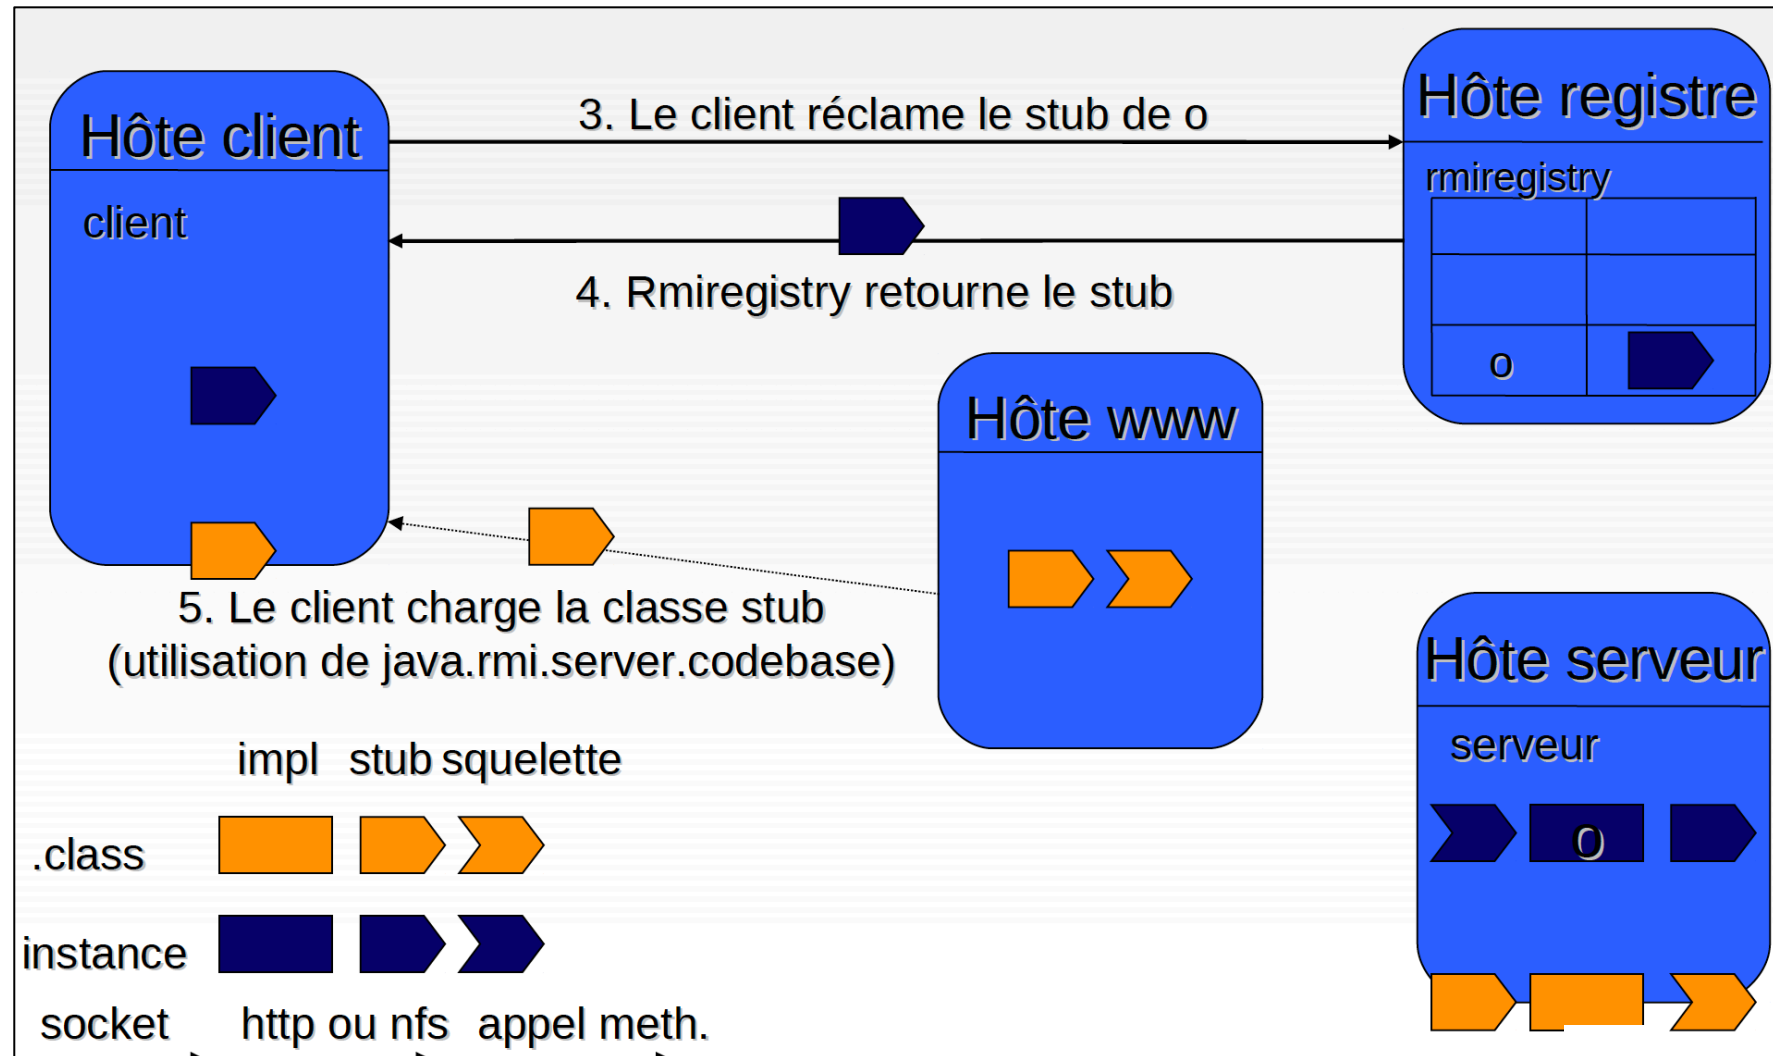 Hôte client
client
3. Le client réclame le stub de o
4. Rmiregistry retourne le stub
Hôte registre
rmiregistry
o
Hôte www
5. Le client charge la classe stub
(utilisation de java.rmi.server.codebase)
Hôte serveur
serveur
o
impl stub squelette
.class
instance
socket http ou nfs appel meth.